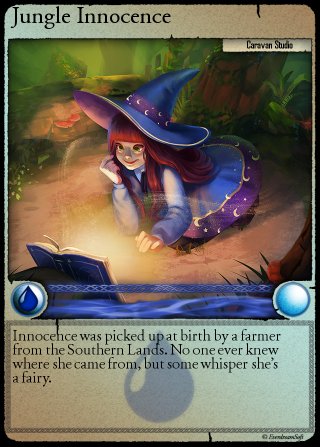 Jungle Innocence
Caravan Studio
Innocence was picked up at birth by a farmer
from the Southern Lands. No one ever knew
where she came from, but some whisper she's
a fairy.
© EverdreamSoft